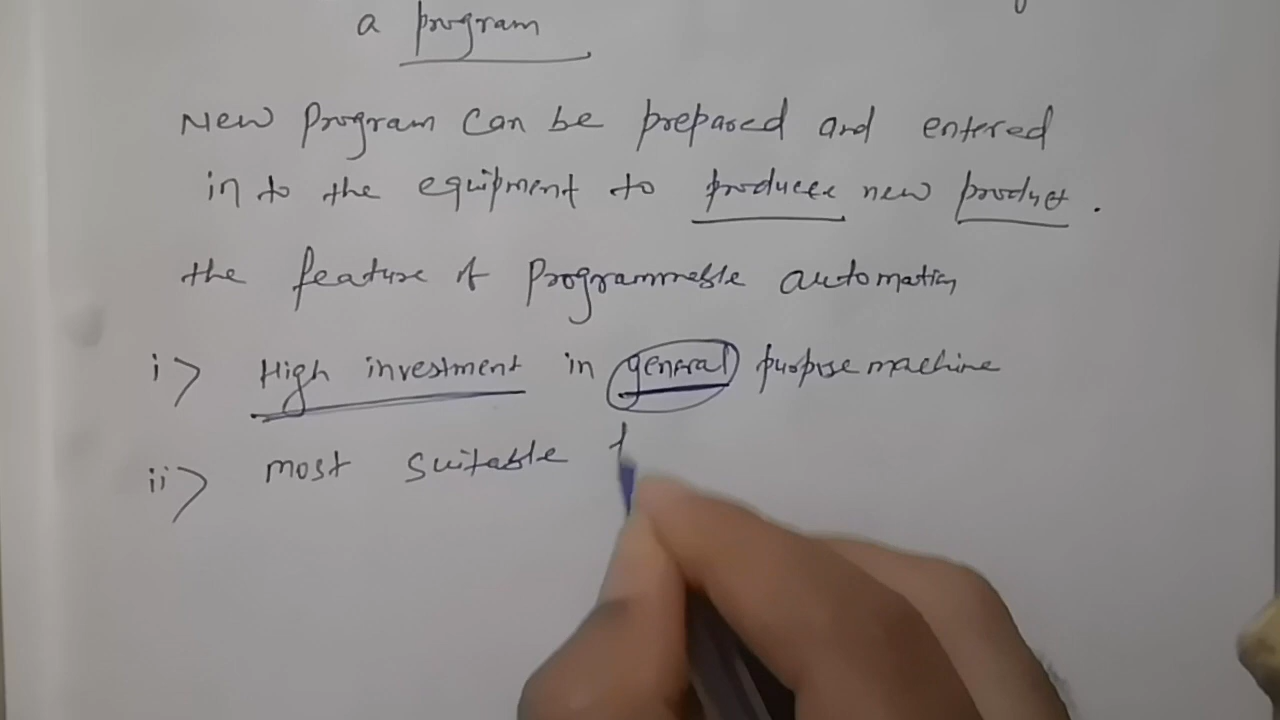 a program
New Program can be prepared and entered
in to the equipment to produce new product.
the feature of Programmable automation
i> High investment in general purpose machine
ii> most suitable f